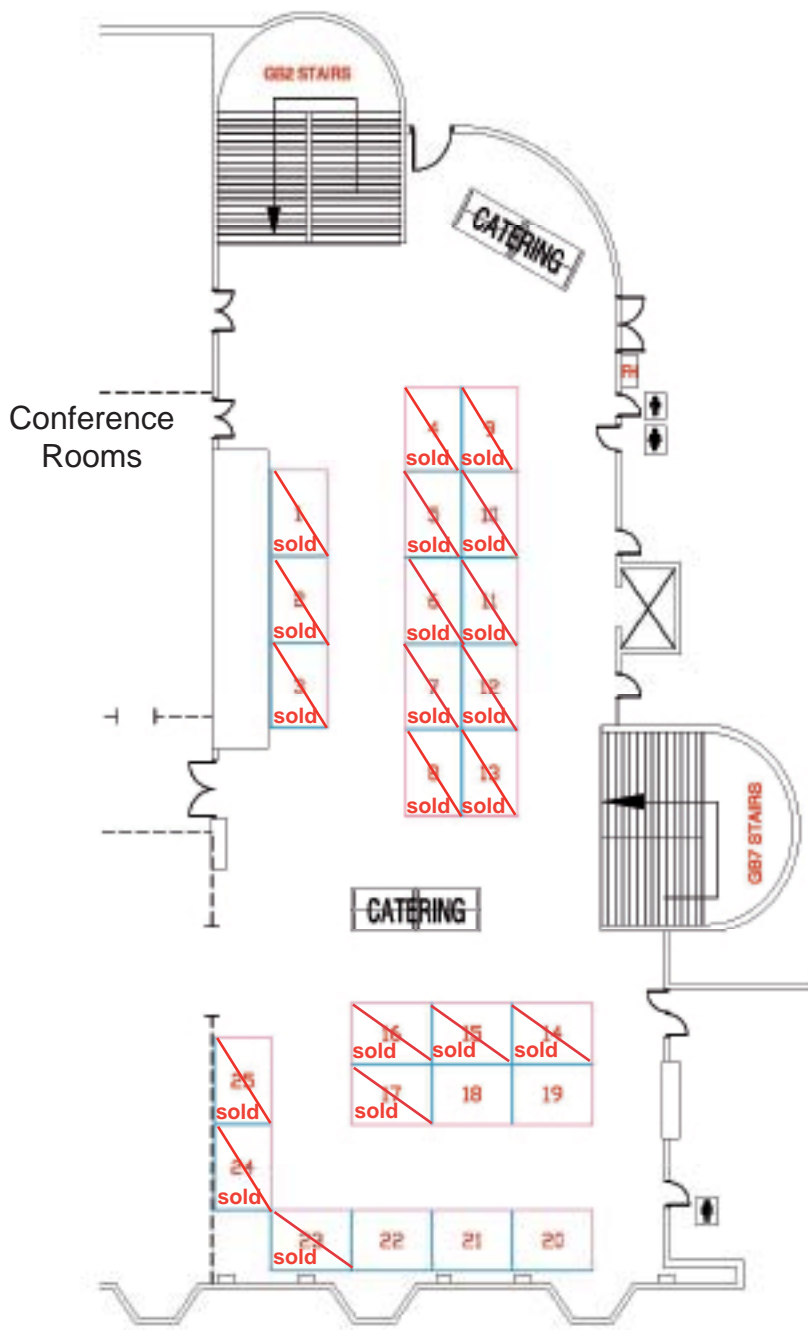 GB2 STAIRS
CATERING
FH
Conference
Rooms
4
sold
9
sold
1
sold
5
sold
10
sold
2
sold
6
sold
11
sold
3
sold
7
sold
12
sold
8
sold
13
sold
GB7 STAIRS
CATERING
16
sold
15
sold
14
sold
25
sold
17
sold
18
19
24
sold
23
sold
22
21
20